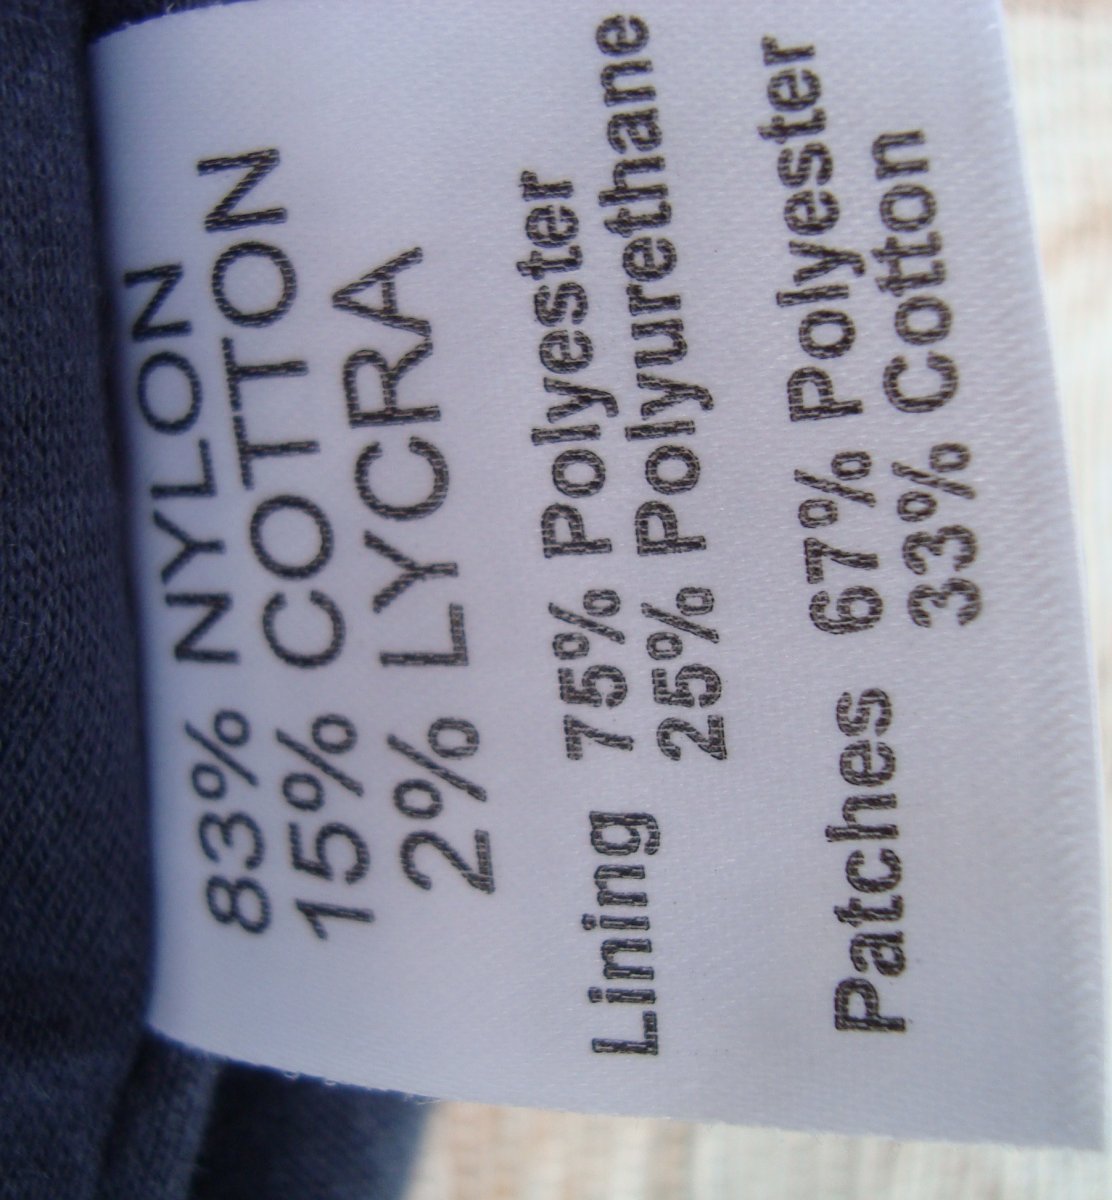 83% NYLON
15% COTTON
2% LYCRA
Lining 75% Polyester
25% Polyurethane
Patches 67% Polyester
33% Cotton